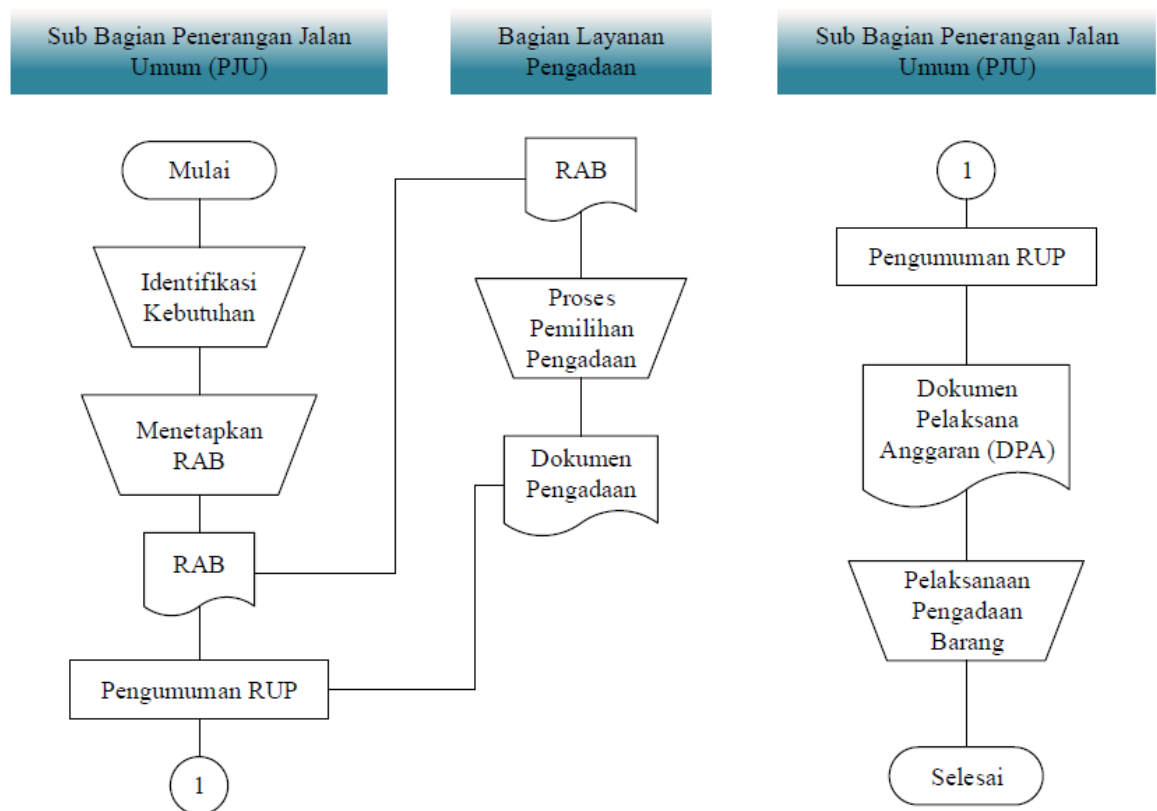 Sub Bagian Penerangan Jalan
Umum (PJU)
Mulai
Identifikasi
Kebutuhan
Menetapkan
RAB
RAB
Pengumuman RUP
1
Bagian Layanan
Pengadaan
RAB
Proses
Pemilihan
Pengadaan
Dokumen
Pengadaan
Sub Bagian Penerangan Jalan
Umum (PJU)
1
Pengumuman RUP
Dokumen
Pelaksana
Anggaran (DPA)
Pelaksanaan
Pengadaan
Barang
Selesai